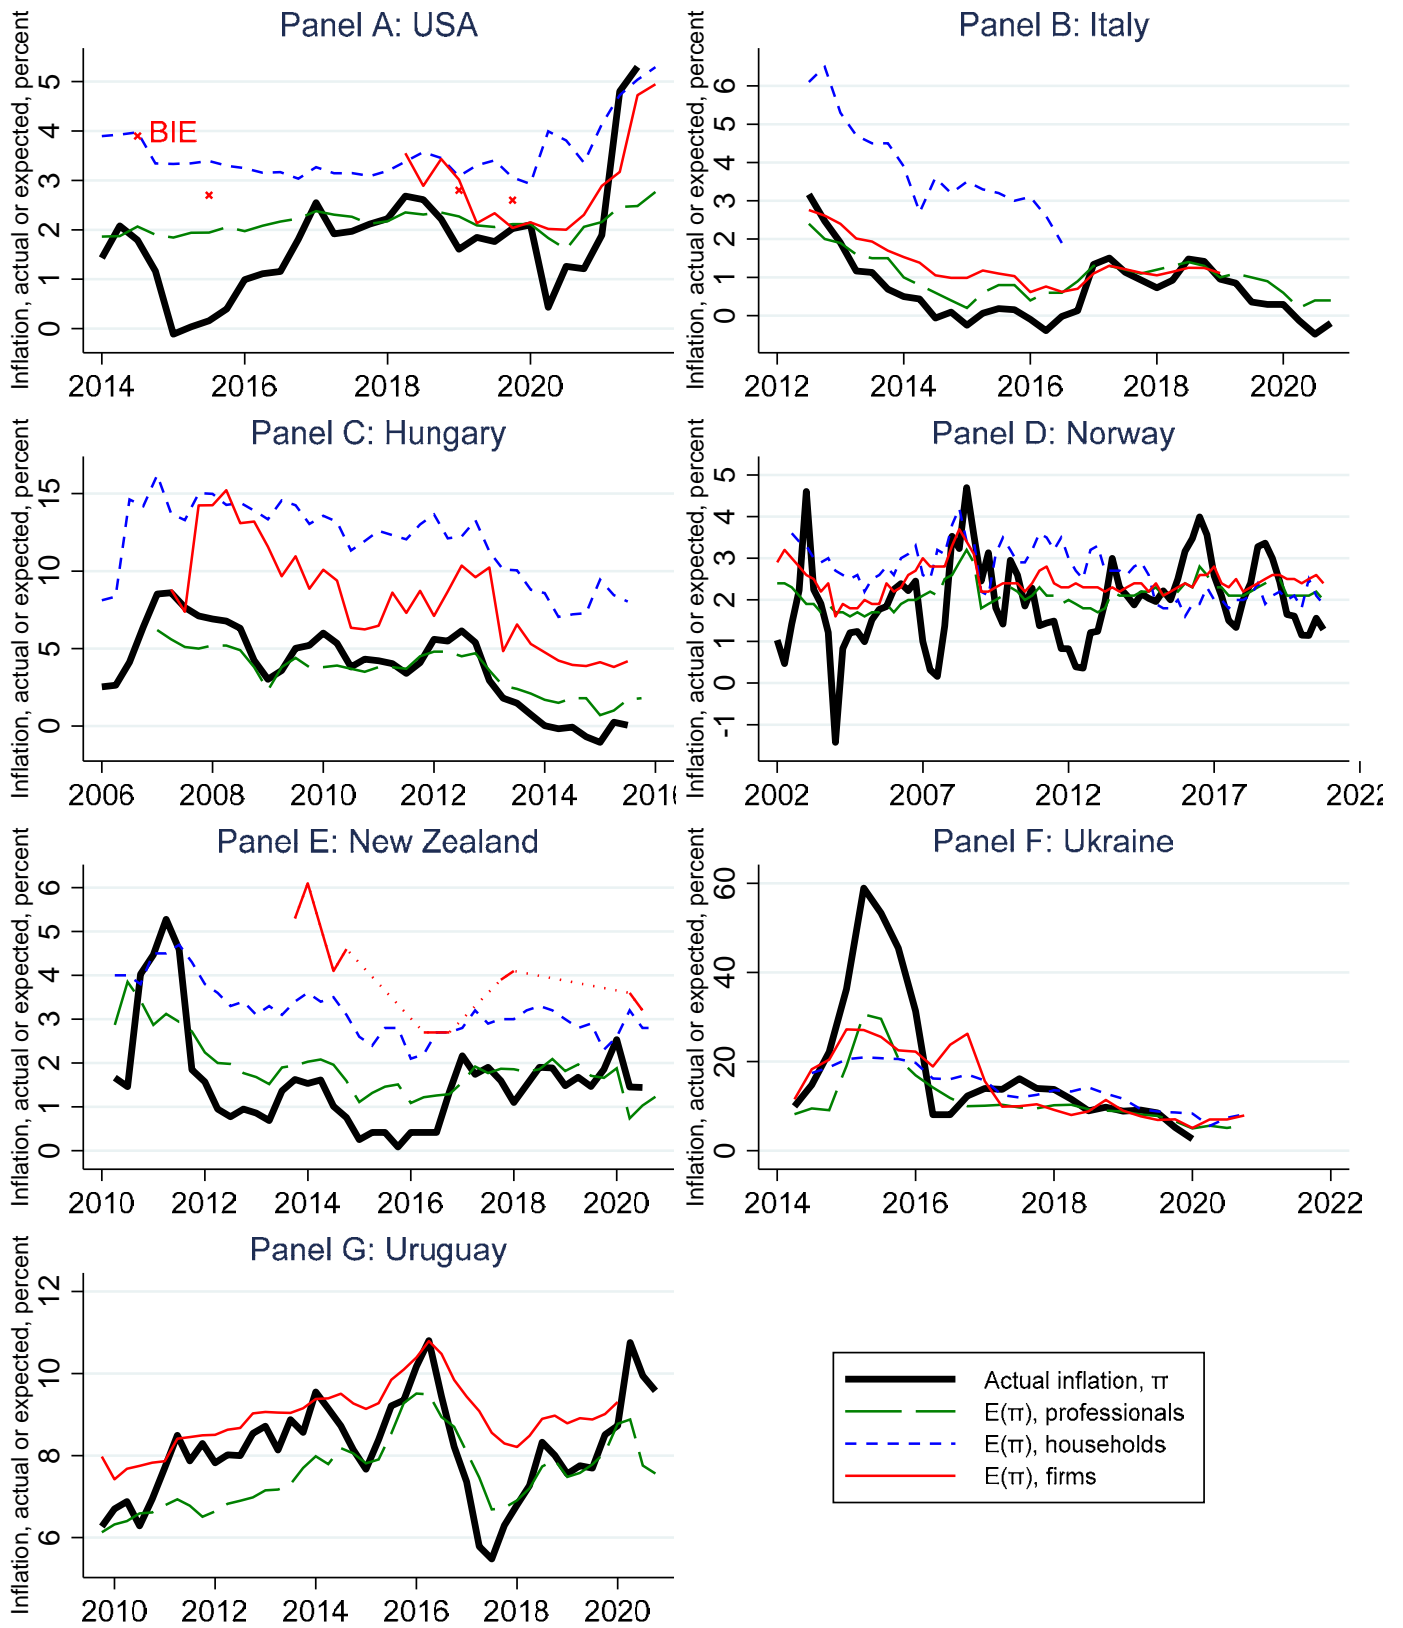 Panel A: USA
Inflation, actual or expected, percent
5
4
3
2
1
0
BIE
2014 2016 2018 2020
Panel B: Italy
Inflation, actual or expected, percent
6
5
4
3
2
1
0
2012 2014 2016 2018 2020
Panel C: Hungary
Inflation, actual or expected, percent
15
10
5
0
2006 2008 2010 2012 2014 2016
Panel D: Norway
Inflation, actual or expected, percent
5
4
3
2
1
0
-1
2002 2007 2012 2017 2022
Panel E: New Zealand
Inflation, actual or expected, percent
6
5
4
3
2
1
0
2010 2012 2014 2016 2018 2020
Panel F: Ukraine
Inflation, actual or expected, percent
60
40
20
0
2014 2016 2018 2020 2022
Panel G: Uruguay
Inflation, actual or expected, percent
12
10
8
6
2010 2012 2014 2016 2018 2020
Actual inflation, π
E(π), professionals
E(π), households
E(π), firms